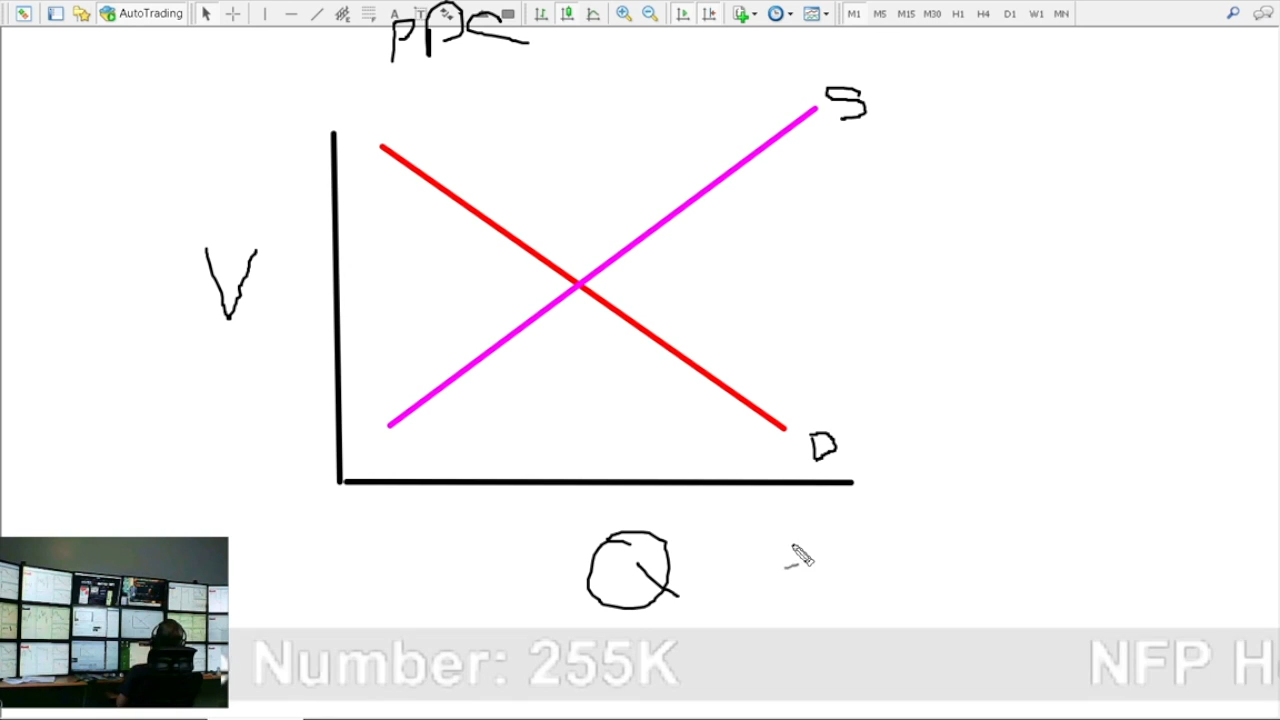 AutoTrading A T M1 M5 M15 M30 H1 H4 D1 W1 MN
S
V
D
Q
Number: 255K NFP H